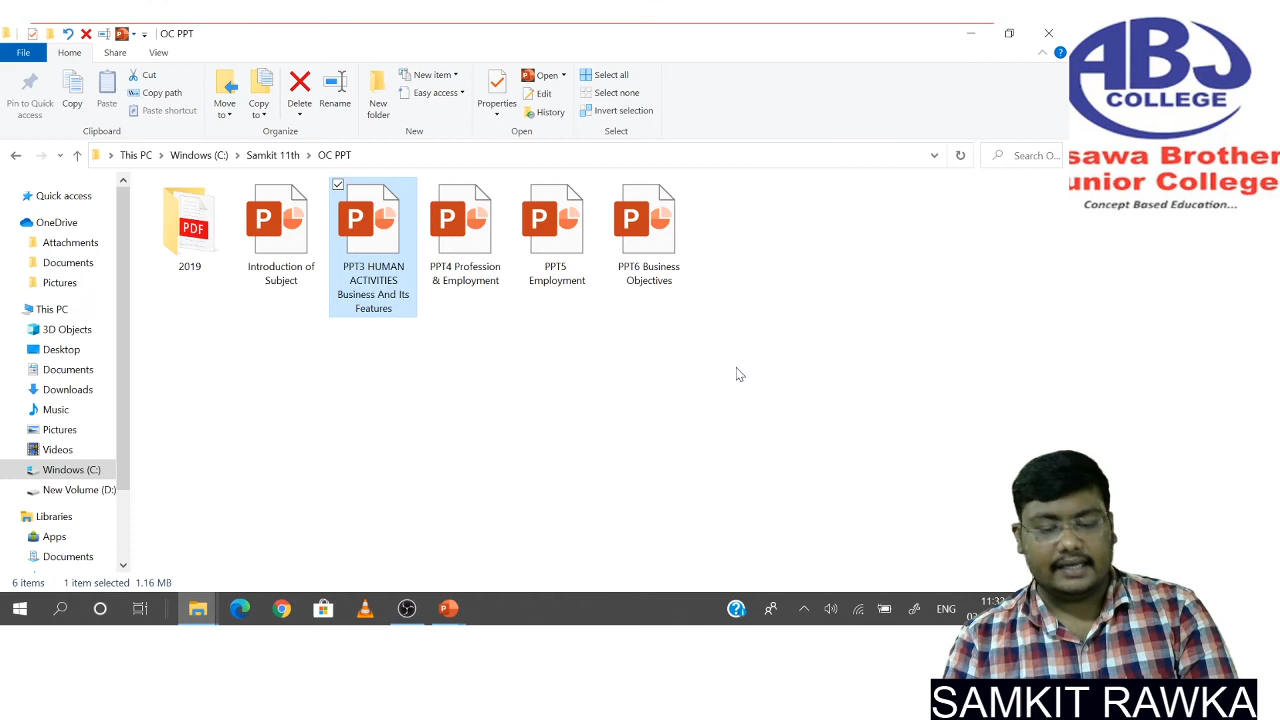 OC PPT
File Home Share View
Pin to Quick access
Copy
Paste
Cut
Copy path
Paste shortcut
Clipboard
Move to
Copy to
Delete
Rename
Organize
New folder
New item
Easy access
New
Properties
Open
Edit
History
Open
Select all
Select none
Invert selection
Select
This PC > Windows (C:) > Samkit 11th > OC PPT
Search O...
Quick access
OneDrive
Attachments
Documents
Pictures
This PC
3D Objects
Desktop
Documents
Downloads
Music
Pictures
Videos
Windows (C:)
New Volume (D:)
Libraries
Apps
Documents
PDF
2019
P
Introduction of
Subject
P
PPT3 HUMAN
ACTIVITIES
Business And Its
Features
P
PPT4 Profession
& Employment
P
PPT5
Employment
P
PPT6 Business
Objectives
6 items 1 item selected 1.16 MB
ENG
11:32
ABJ
COLLEGE
sawa Brother
unior College
Concept Based Education...
SAMKIT RAWKA